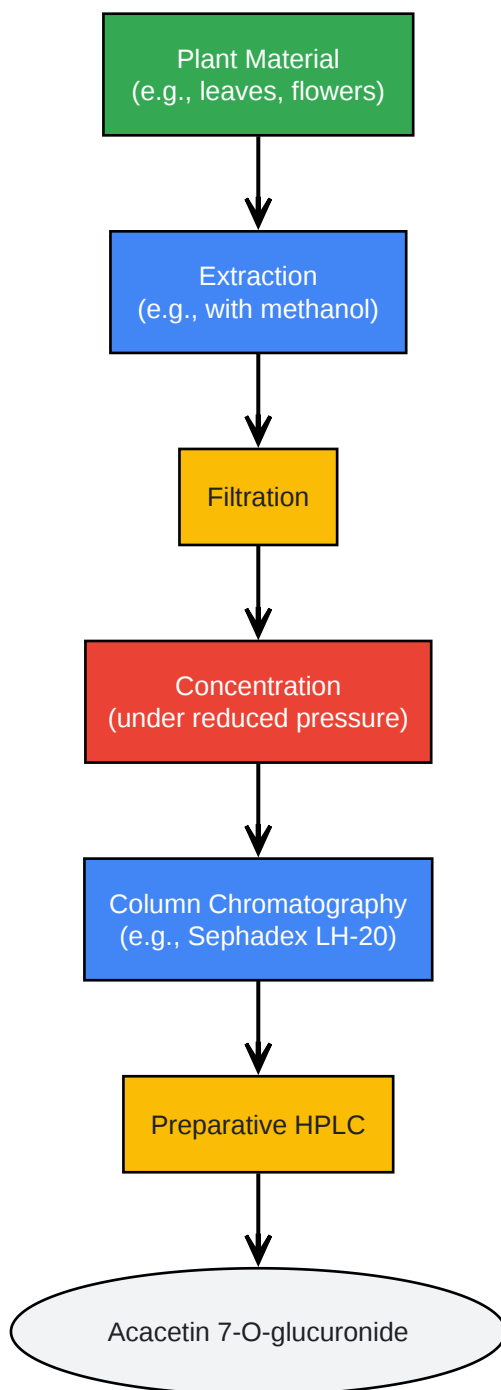 Plant Material
(e.g., leaves, flowers)
Extraction
(e.g., with methanol)
Filtration
Concentration
(under reduced pressure)
Column Chromatography
(e.g., Sephadex LH-20)
Preparative HPLC
Acacetin 7-O-glucuronide